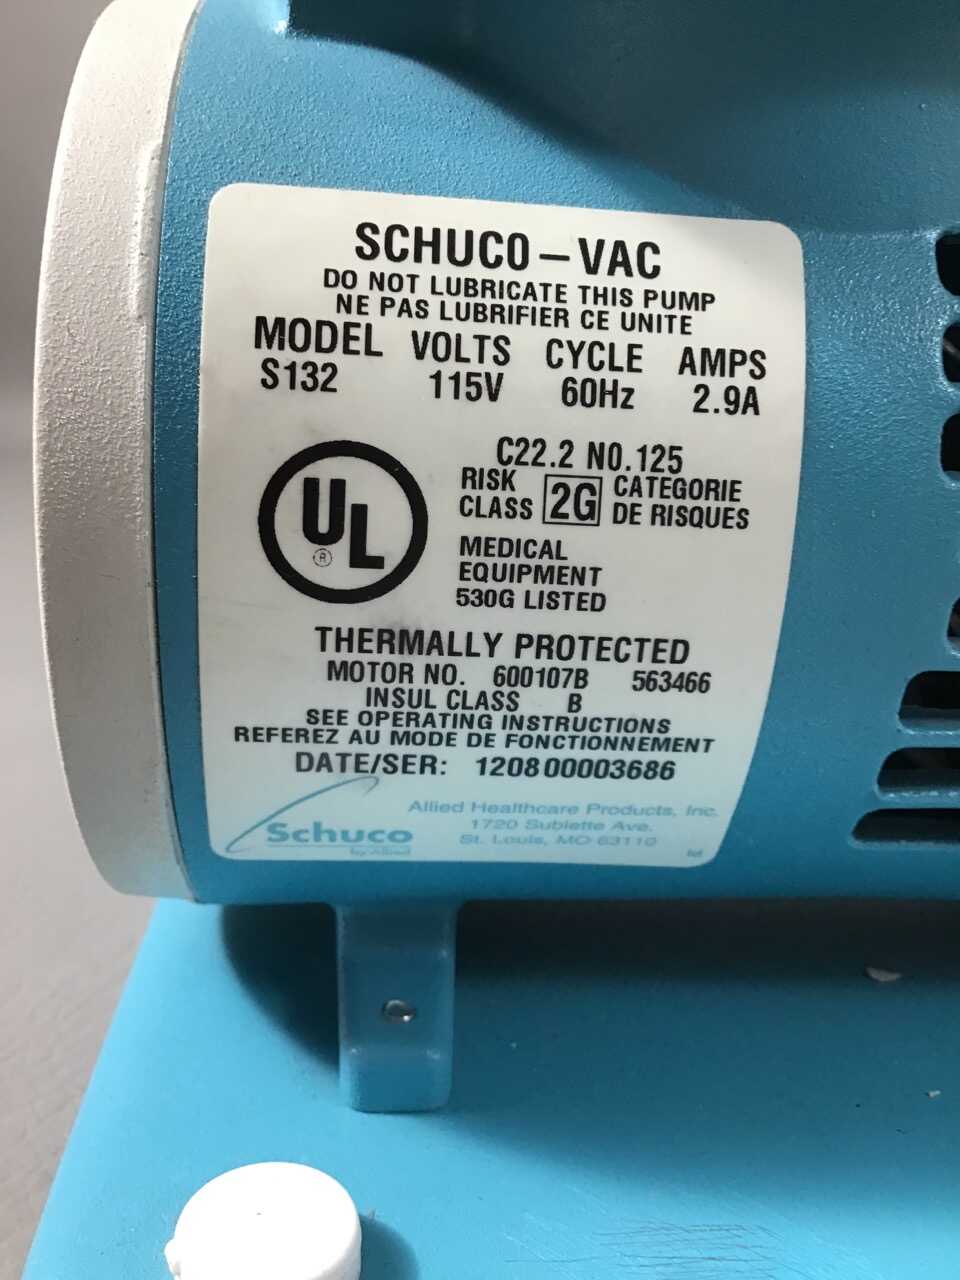 SCHUCO-VAC
DO NOT LUBRICATE THIS PUMP
NE PAS LUBRIFIER CE UNITE
MODEL VOLTS CYCLE AMPS
S132 115V 60Hz 2.9A
C22.2 NO.125
RISK CLASS 2G CATEGORIE DE RISQUES
UL
®
MEDICAL
EQUIPMENT
530G LISTED
THERMALLY PROTECTED
MOTOR NO. 600107B 563466
INSUL CLASS B
SEE OPERATING INSTRUCTIONS
REFEREZ AU MODE DE FONCTIONNEMENT
DATE/SER: 120800003686
Schuco
by Allied
Allied Healthcare Products, Inc.
1720 Sublette Ave.
St. Louis, MO 63110